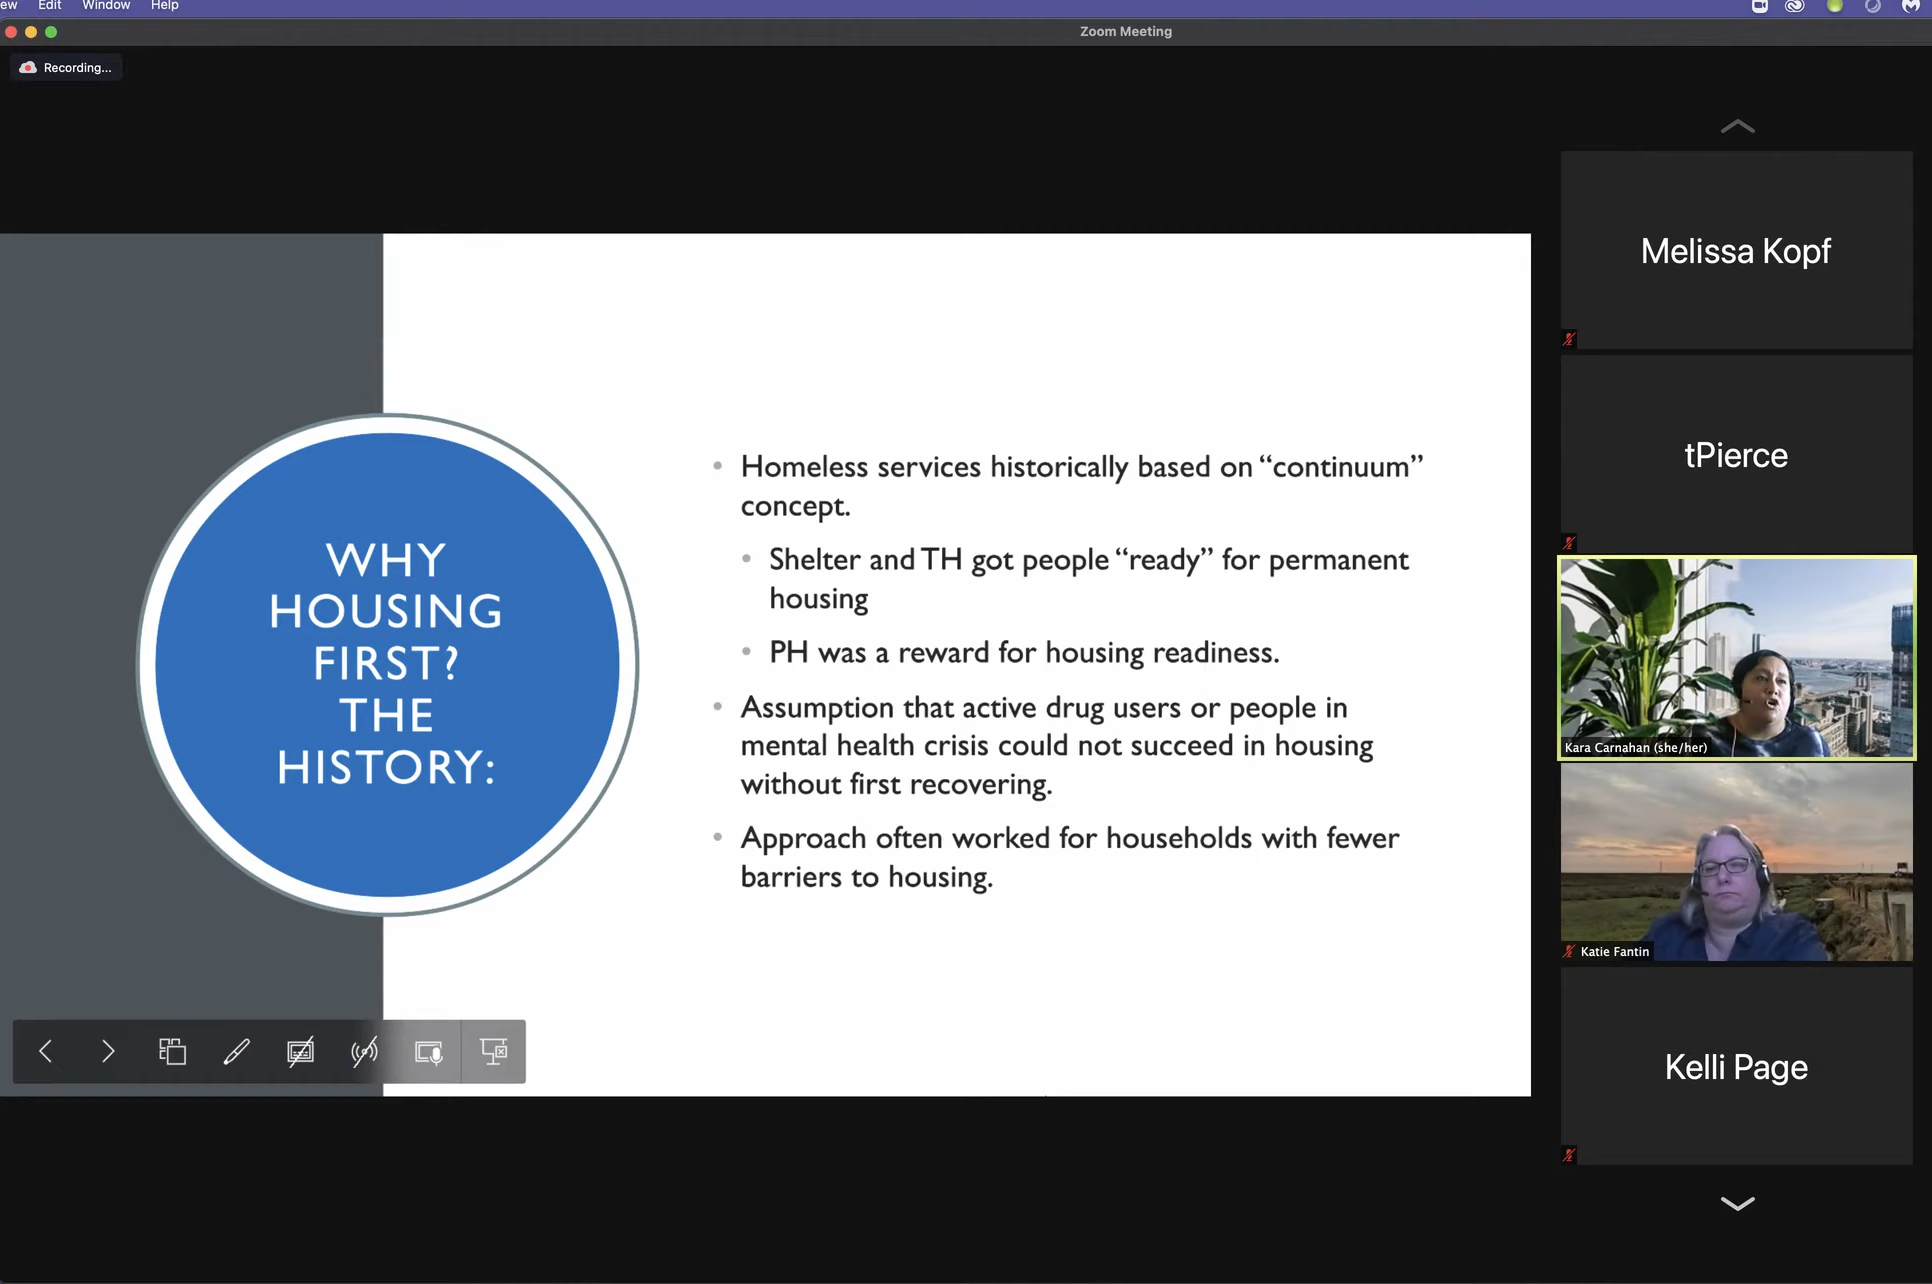 ew Edit Window Help
Zoom Meeting
Recording...
WHY
HOUSING
FIRST?
THE
HISTORY:
• Homeless services historically based on “continuum”
concept.
• Shelter and TH got people “ready” for permanent
housing
• PH was a reward for housing readiness.
• Assumption that active drug users or people in
mental health crisis could not succeed in housing
without first recovering.
• Approach often worked for households with fewer
barriers to housing.
Melissa Kopf
tPierce
Kara Carnahan (she/her)
Katie Fantin
Kelli Page